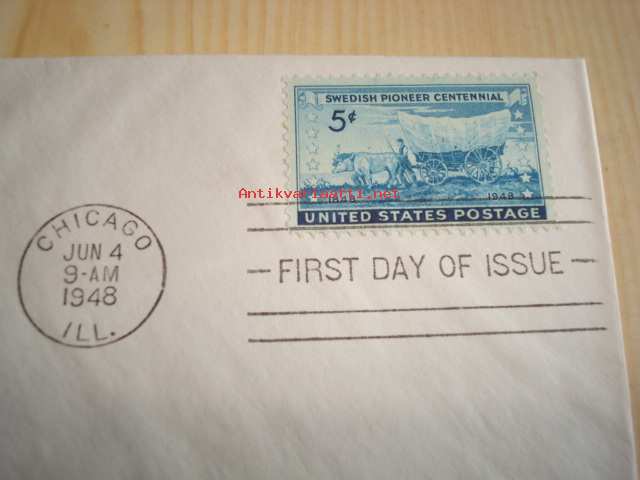 SWEDISH PIONEER CENTENNIAL
5¢
Antikvariaatti.net
1948 1948
UNITED STATES POSTAGE
CHICAGO
JUN 4
9-AM
1948
ILL.
FIRST DAY OF ISSUE